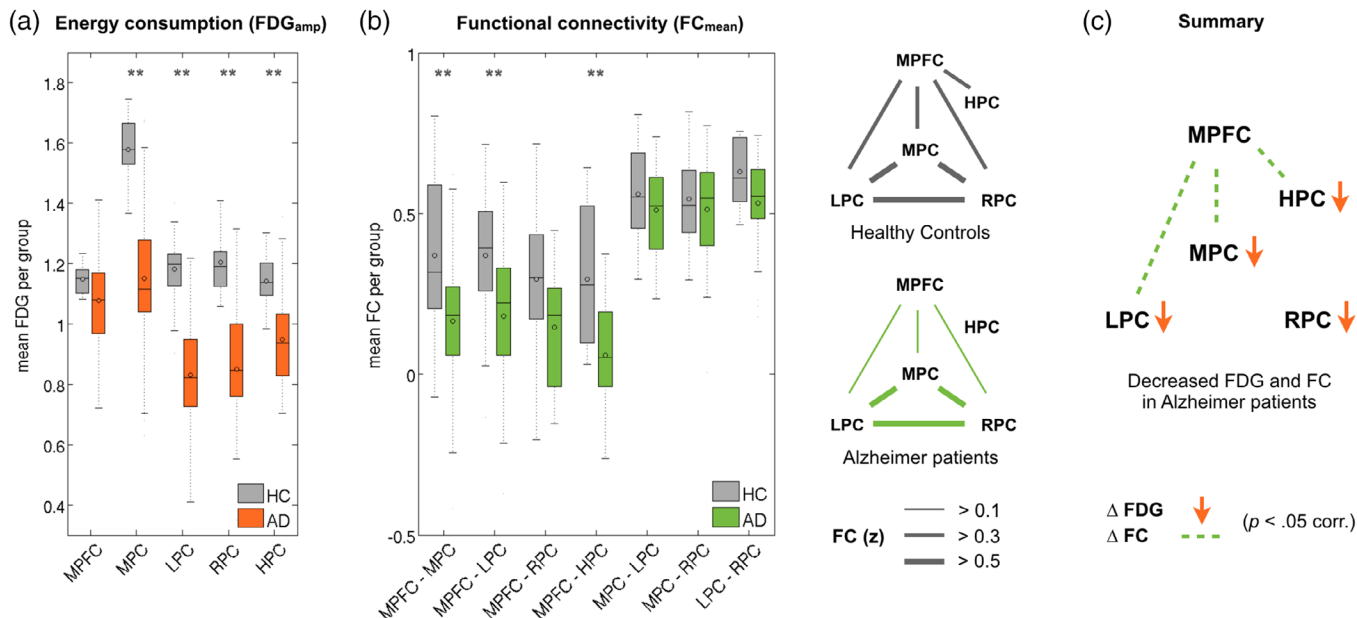 (a) Energy consumption (FDGamp)
mean FDG per group
1.8
1.6
1.4
1.2
1
0.8
0.6
0.4
** ** ** **
HC
AD
MPFC
MPC
LPC
RPC
HPC
(b) Functional connectivity (FCmean)
mean FC per group
1
0.5
0
-0.5
** ** **
HC
AD
MPFC - MPC
MPFC - LPC
MPFC - RPC
MPFC - HPC
MPC - LPC
MPC - RPC
LPC - RPC
MPFC
HPC
MPC
LPC RPC
Healthy Controls
MPFC
HPC
MPC
LPC RPC
Alzheimer patients
FC (z)
> 0.1
> 0.3
> 0.5
(c) Summary
MPFC
HPC
MPC
LPC RPC
Decreased FDG and FC
in Alzheimer patients
Δ FDG
Δ FC
(p < .05 corr.)